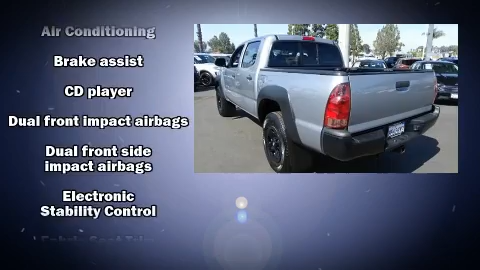 Air Conditioning
Brake assist
CD player
Dual front impact airbags
Dual front side
impact airbags
Electronic
Stability Control